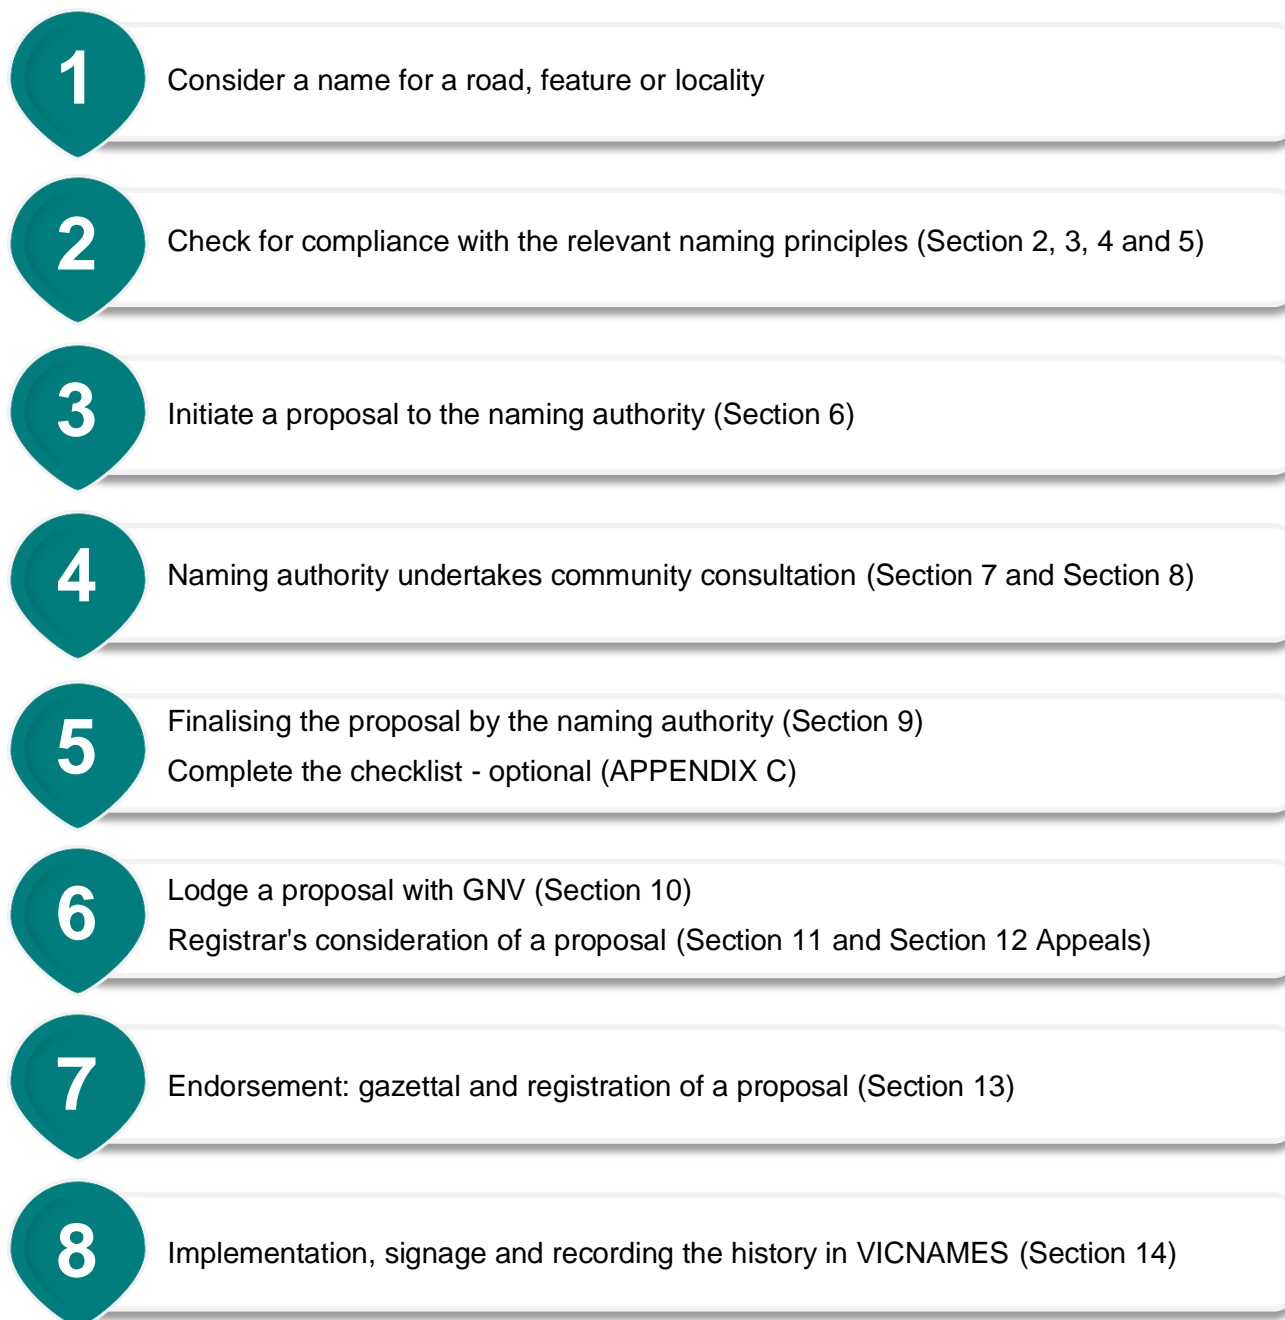 1
Consider a name for a road, feature or locality
2
Check for compliance with the relevant naming principles (Section 2, 3, 4 and 5)
3
Initiate a proposal to the naming authority (Section 6)
4
Naming authority undertakes community consultation (Section 7 and Section 8)
5
Finalising the proposal by the naming authority (Section 9)
Complete the checklist - optional (APPENDIX C)
6
Lodge a proposal with GNV (Section 10)
Registrar's consideration of a proposal (Section 11 and Section 12 Appeals)
7
Endorsement: gazettal and registration of a proposal (Section 13)
8
Implementation, signage and recording the history in VICNAMES (Section 14)